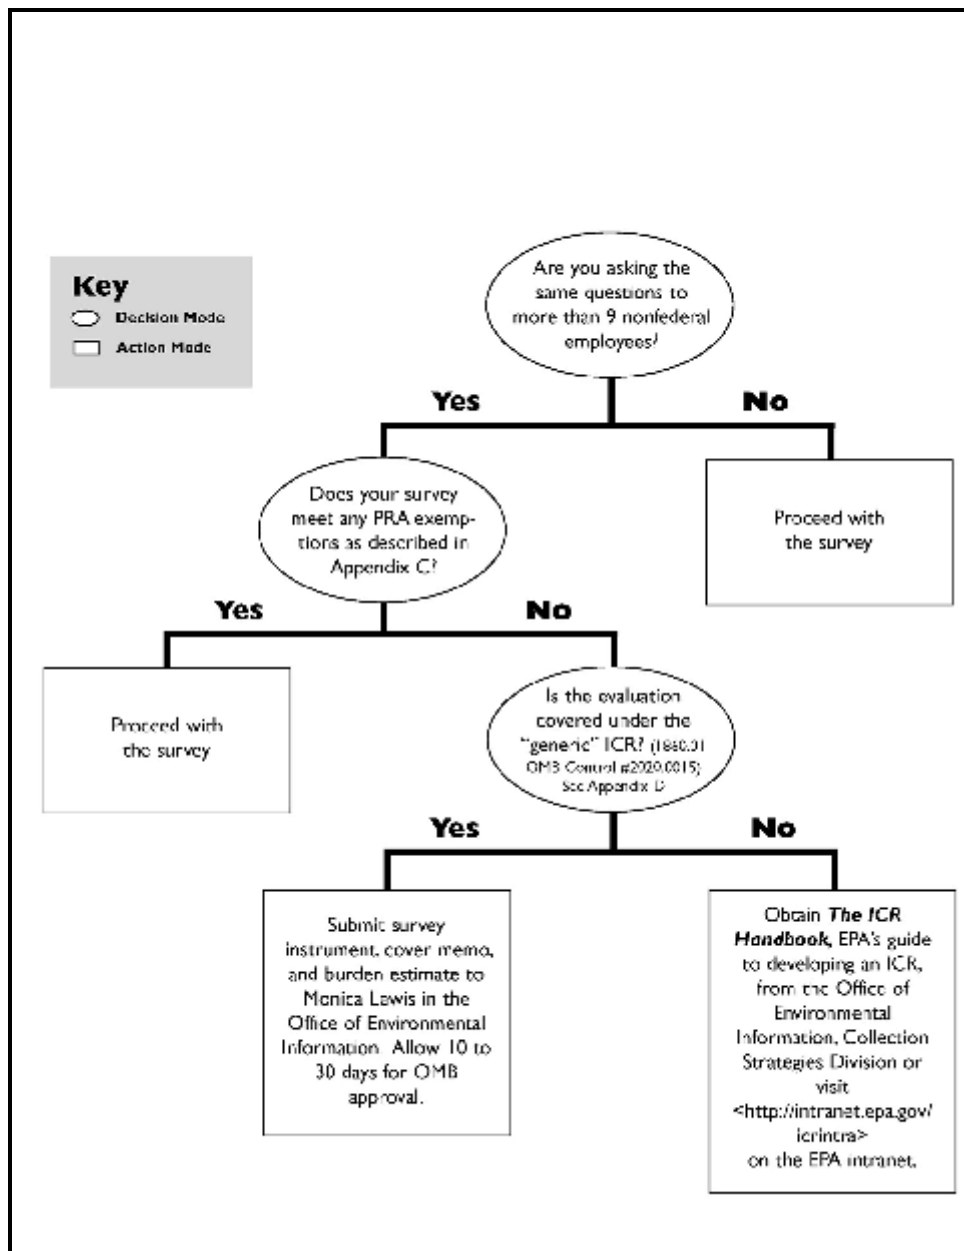 Key
Decision Mode
Action Mode
Are you asking the
same questions to
more than 9 nonfederal
employees?
Yes
No
Does your survey
meet any PRA exemp-
tions as described in
Appendix C?
Proceed with
the survey
Yes
No
Proceed with
the survey
Is the evaluation
covered under the
“generic” ICR? (1860.01
OMB Control #2020.0015)
See Appendix D
Yes
No
Submit survey
instrument, cover memo,
and burden estimate to
Monica Lewis in the
Office of Environmental
Information. Allow 10 to
30 days for OMB
approval.
Obtain The ICR
Handbook, EPA’s guide
to developing an ICR,
from the Office of
Environmental
Information, Collection
Strategies Division or
visit
<http://intranet.epa.gov/
icrintra>
on the EPA intranet.